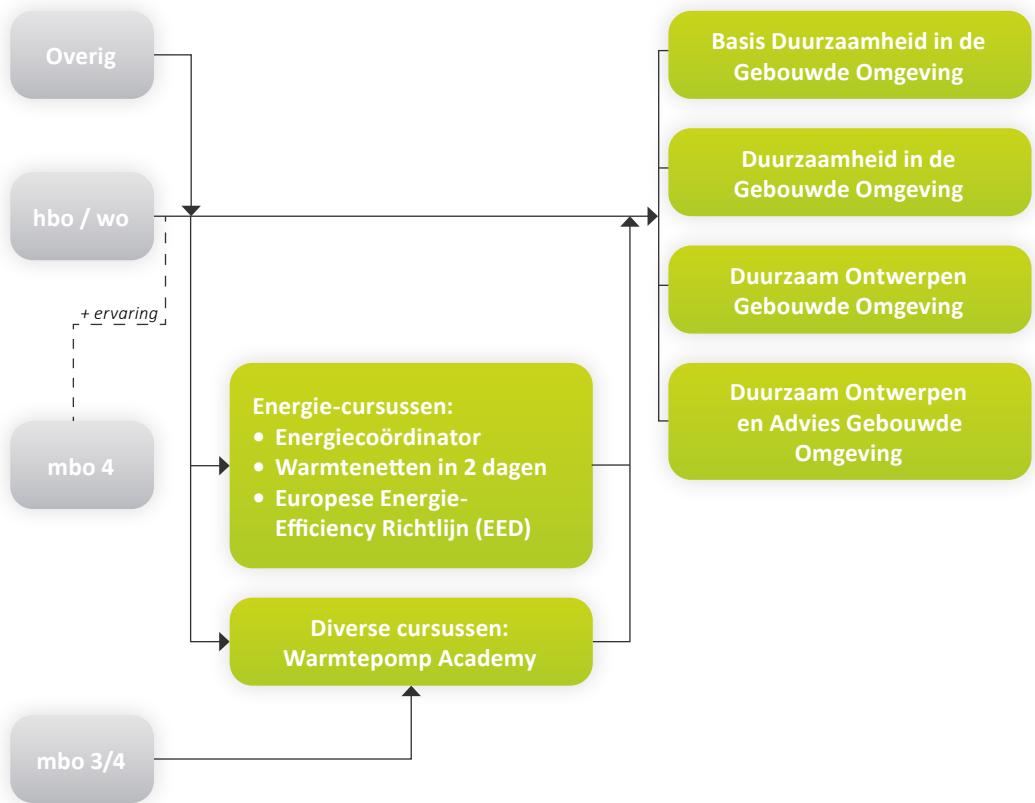 Overig
hbo / wo
+ ervaring
mbo 4
mbo 3/4
Energie-cursussen:
• Energiecoördinator
• Warmtenetten in 2 dagen
• Europese Energie-
Efficiency Richtlijn (EED)
Diverse cursussen:
Warmtepomp Academy
Basis Duurzaamheid in de
Gebouwde Omgeving
Duurzaamheid in de
Gebouwde Omgeving
Duurzaam Ontwerpen
Gebouwde Omgeving
Duurzaam Ontwerpen
en Advies Gebouwde
Omgeving